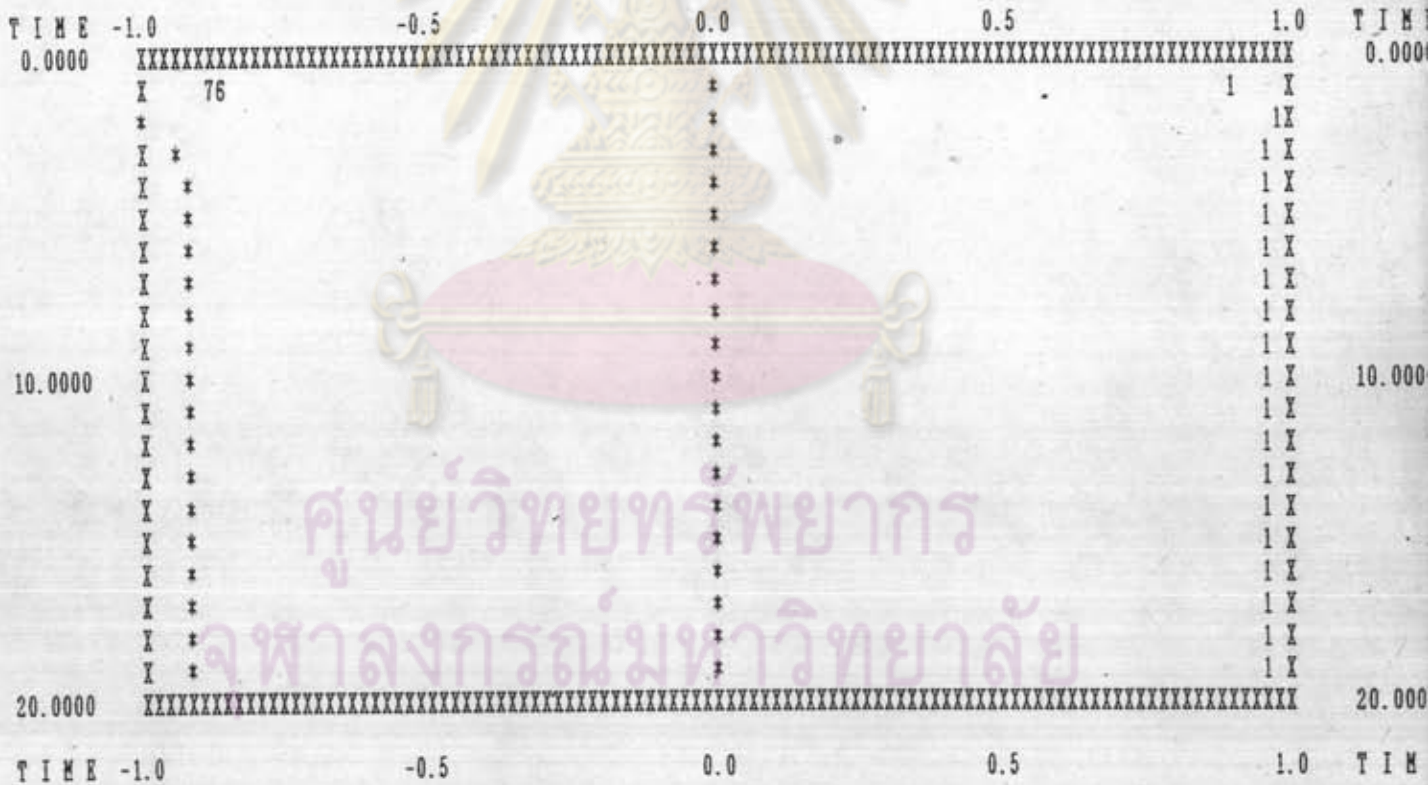 T I M E -1.0 -0.5 0.0 0.5 1.0 T I M
0.0000 XXXXXXXXXXXXXXXXXXXXXXXXXXXXXXXXXXXXXXXXXXXXXXXXXXXXXXXXXXXXXXXXXXXXXXXXXXXXXXXXXXXXXXXXXXXXXXXXXXXXX 0.000
X 76 * 1 X
* * 1X
X * * 1 X
X * * 1 X
X * * 1 X
X * * 1 X
X * * 1 X
X * * 1 X
X * * 1 X
10.0000 X * * 1 X 10.000
X * * 1 X
X * * 1 X
X * * 1 X
X * * 1 X
X * * 1 X
X * * 1 X
X * * 1 X
X * * 1 X
X * * 1 X
20.0000 XXXXXXXXXXXXXXXXXXXXXXXXXXXXXXXXXXXXXXXXXXXXXXXXXXXXXXXXXXXXXXXXXXXXXXXXXXXXXXXXXXXXXXXXXXXXXXXXXXXXX 20.000
T I M E -1.0 -0.5 0.0 0.5 1.0 T I M
ศูนย์วิทยทรัพยากร
จุฬาลงกรณ์มหาวิทยาลัย